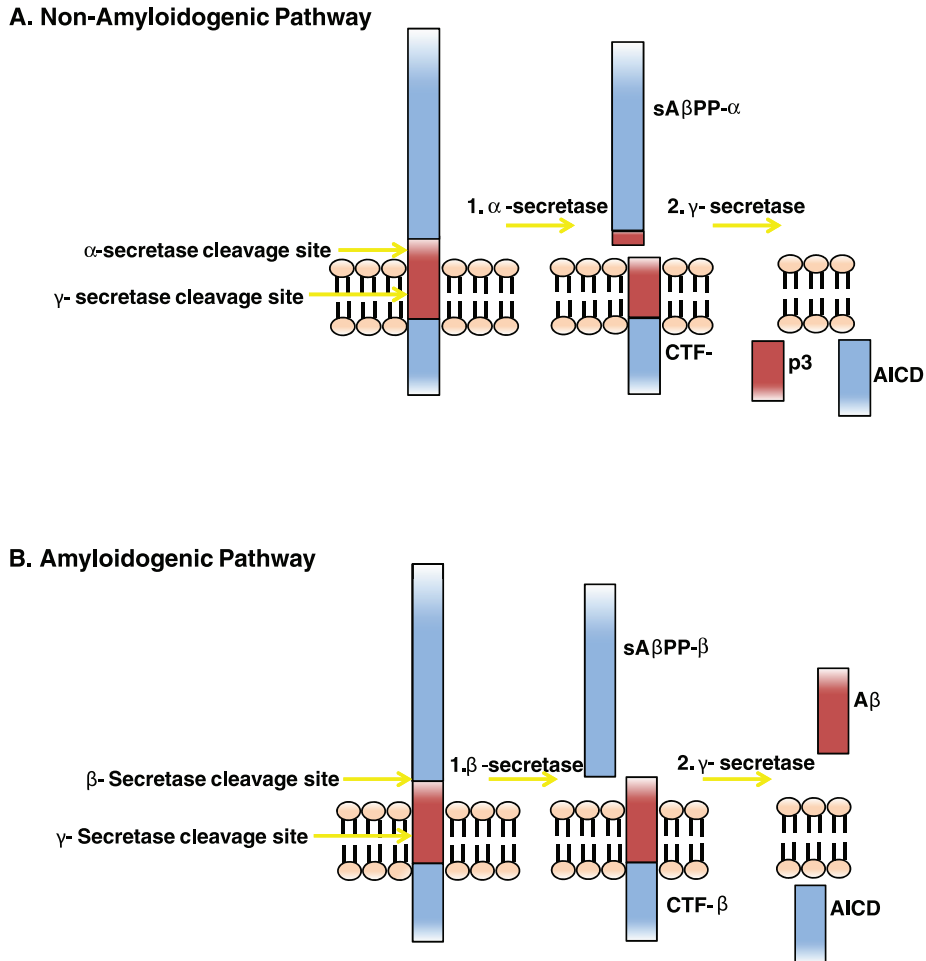 A. Non-Amyloidogenic Pathway
sAβPP-α
1. α -secretase
2. γ- secretase
α-secretase cleavage site
γ- secretase cleavage site
CTF-
p3
AICD
B. Amyloidogenic Pathway
sAβPP-β
Aβ
β- Secretase cleavage site
1.β -secretase
2. γ- secretase
γ- Secretase cleavage site
CTF- β
AICD